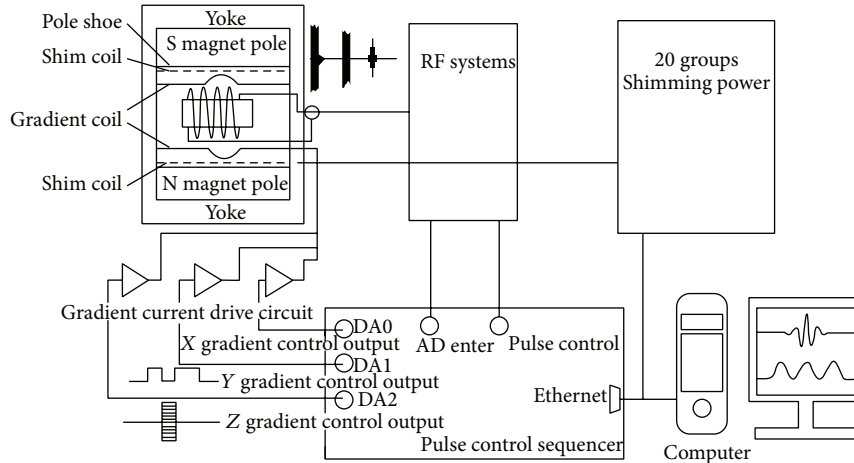 Yoke
Pole shoe
S magnet pole
Shim coil
Gradient coil
Shim coil
N magnet pole
Yoke
RF systems
20 groups
Shimming power
Gradient current drive circuit
DA0
X gradient control output
DA1
Y gradient control output
DA2
Z gradient control output
AD enter
Pulse control
Ethernet
Pulse control sequencer
Computer